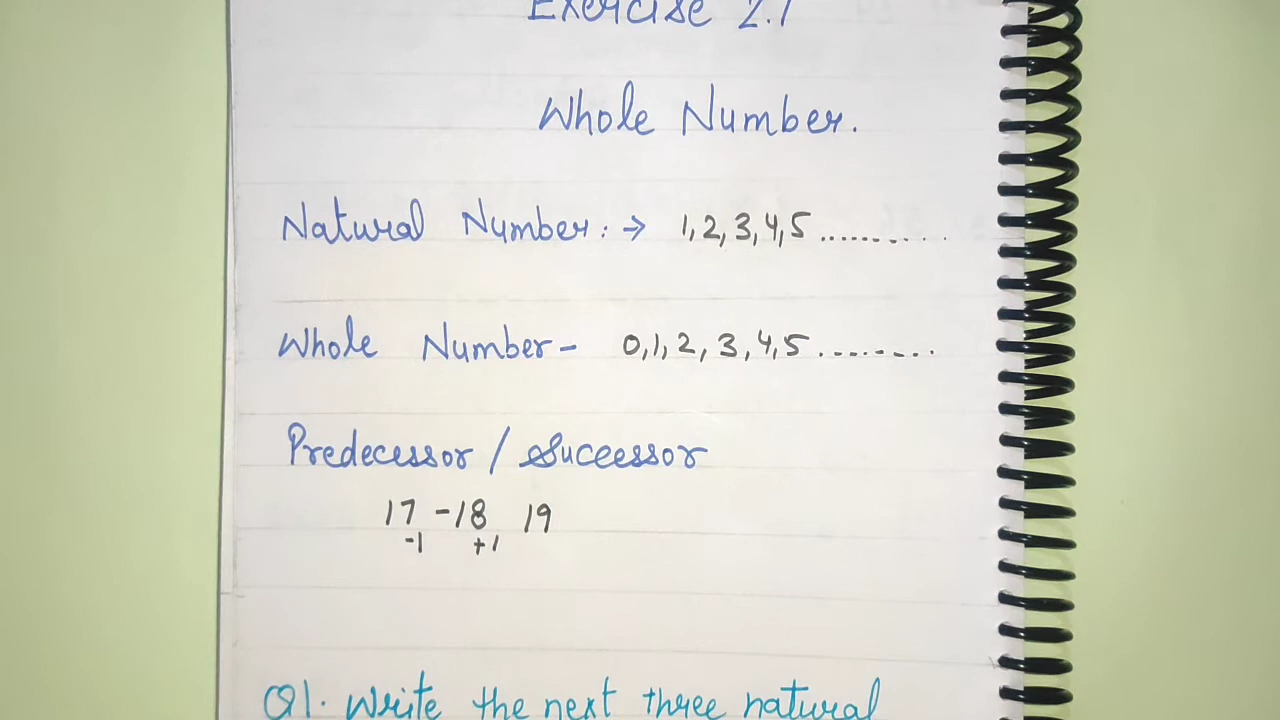 Exercise 2.1
Whole Number.
Natural Number:→ 1,2,3,4,5..........
Whole Number- 0,1,2,3,4,5........
Predecessor / Successor
17 -18 19
-1 +1
Q1. Write the next three natural